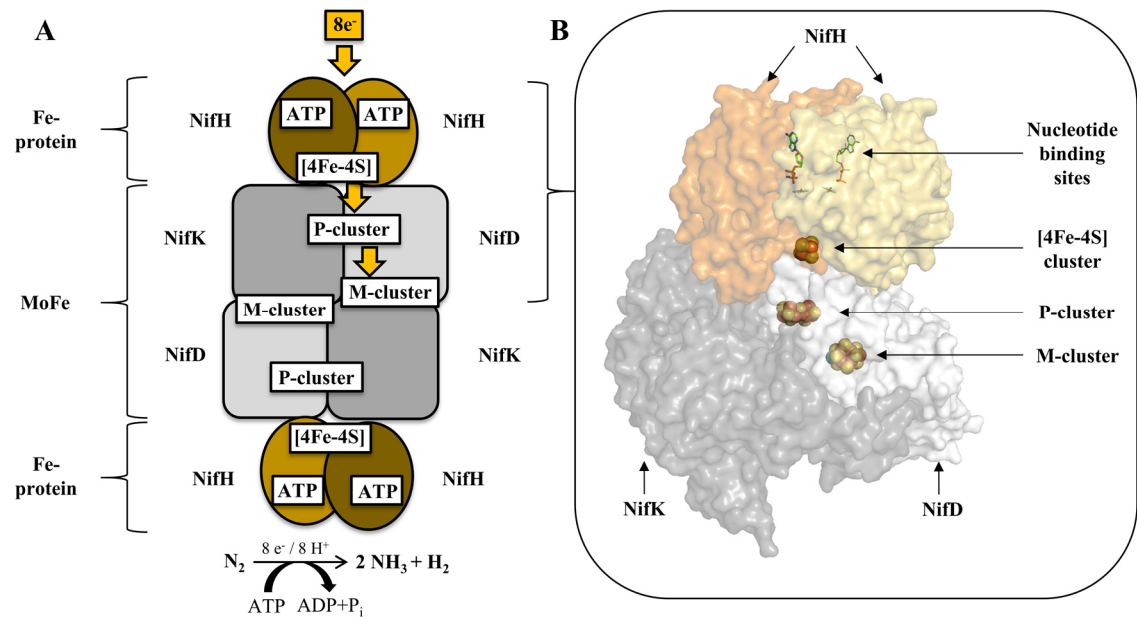 A
8e-
Fe-
protein
NifH
ATP
ATP
NifH
[4Fe-4S]
MoFe
NifK
P-cluster
NifD
M-cluster
M-cluster
NifD
NifK
P-cluster
Fe-
protein
[4Fe-4S]
NifH
ATP
ATP
NifH
8 e- / 8 H+
N2
2 NH3 + H2
ATP
ADP+Pi
B
NifH
Nucleotide
binding
sites
[4Fe-4S]
cluster
P-cluster
M-cluster
NifK
NifD